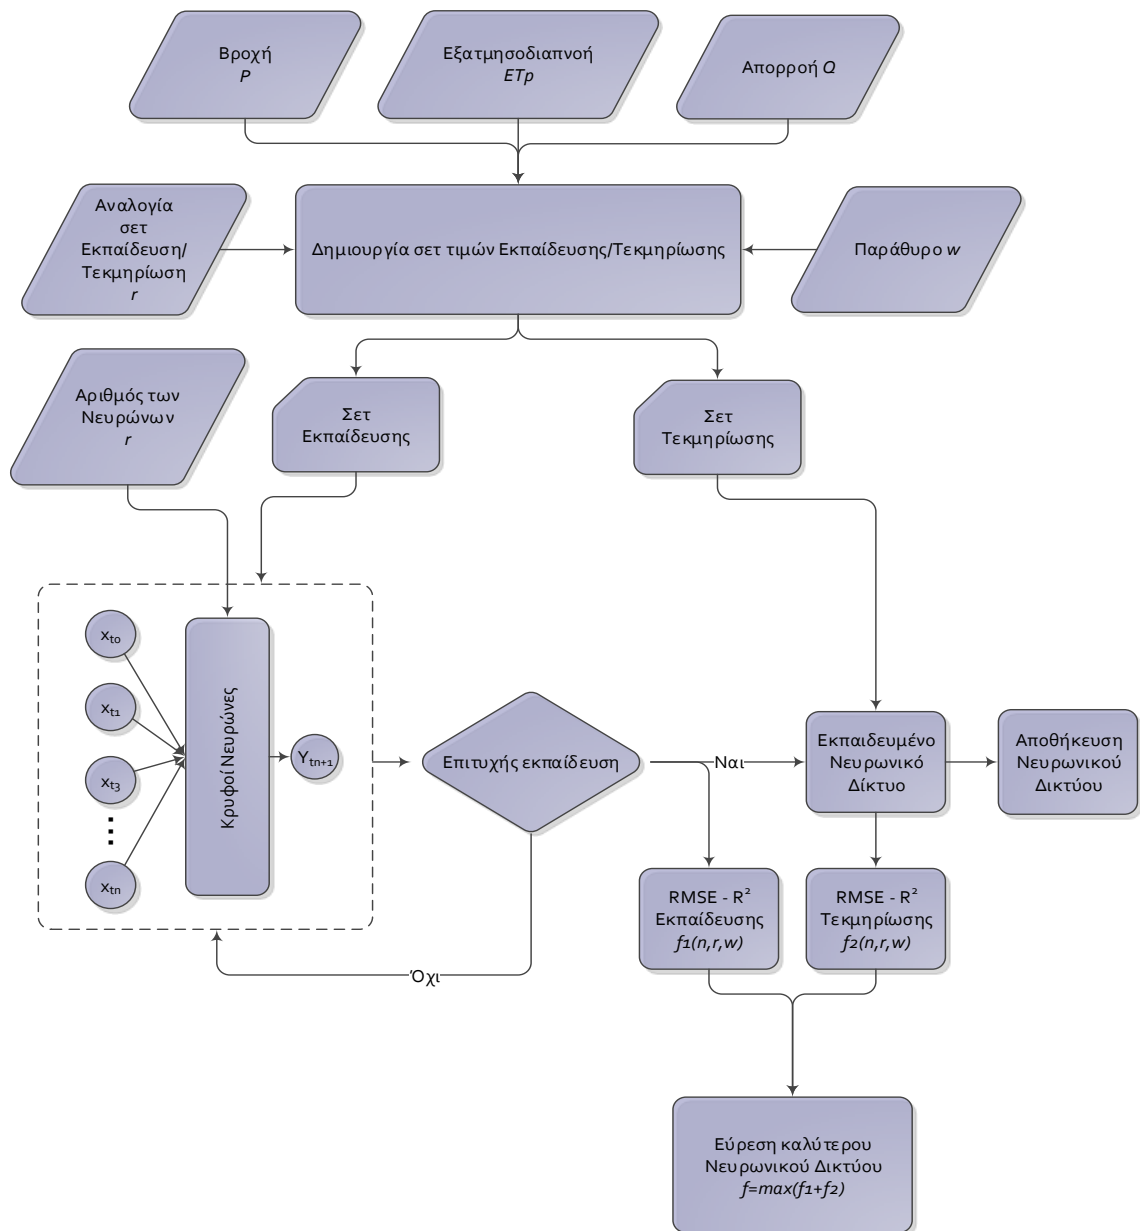 Βροχή
P
Εξατμησοδιαπνοή
ETp
Απορροή Q
Αναλογία
σετ
Εκπαίδευση/
Τεκμηρίωση
r
Δημιουργία σετ τιμών Εκπαίδευσης/Τεκμηρίωσης
Παράθυρο w
Αριθμός των
Νευρώνων
r
Σετ
Εκπαίδευσης
Σετ
Τεκμηρίωσης
xt0
xt1
xt3
xtn
Κρυφοί Νευρώνες
Ytn+1
Επιτυχής εκπαίδευση
Ναι
Εκπαιδευμένο
Νευρωνικό
Δίκτυο
Αποθήκευση
Νευρωνικού
Δικτύου
RMSE - R²
Εκπαίδευσης
f1(n,r,w)
RMSE - R²
Τεκμηρίωσης
f2(n,r,w)
Όχι
Εύρεση καλύτερου
Νευρωνικού Δικτύου
f=max(f1+f2)